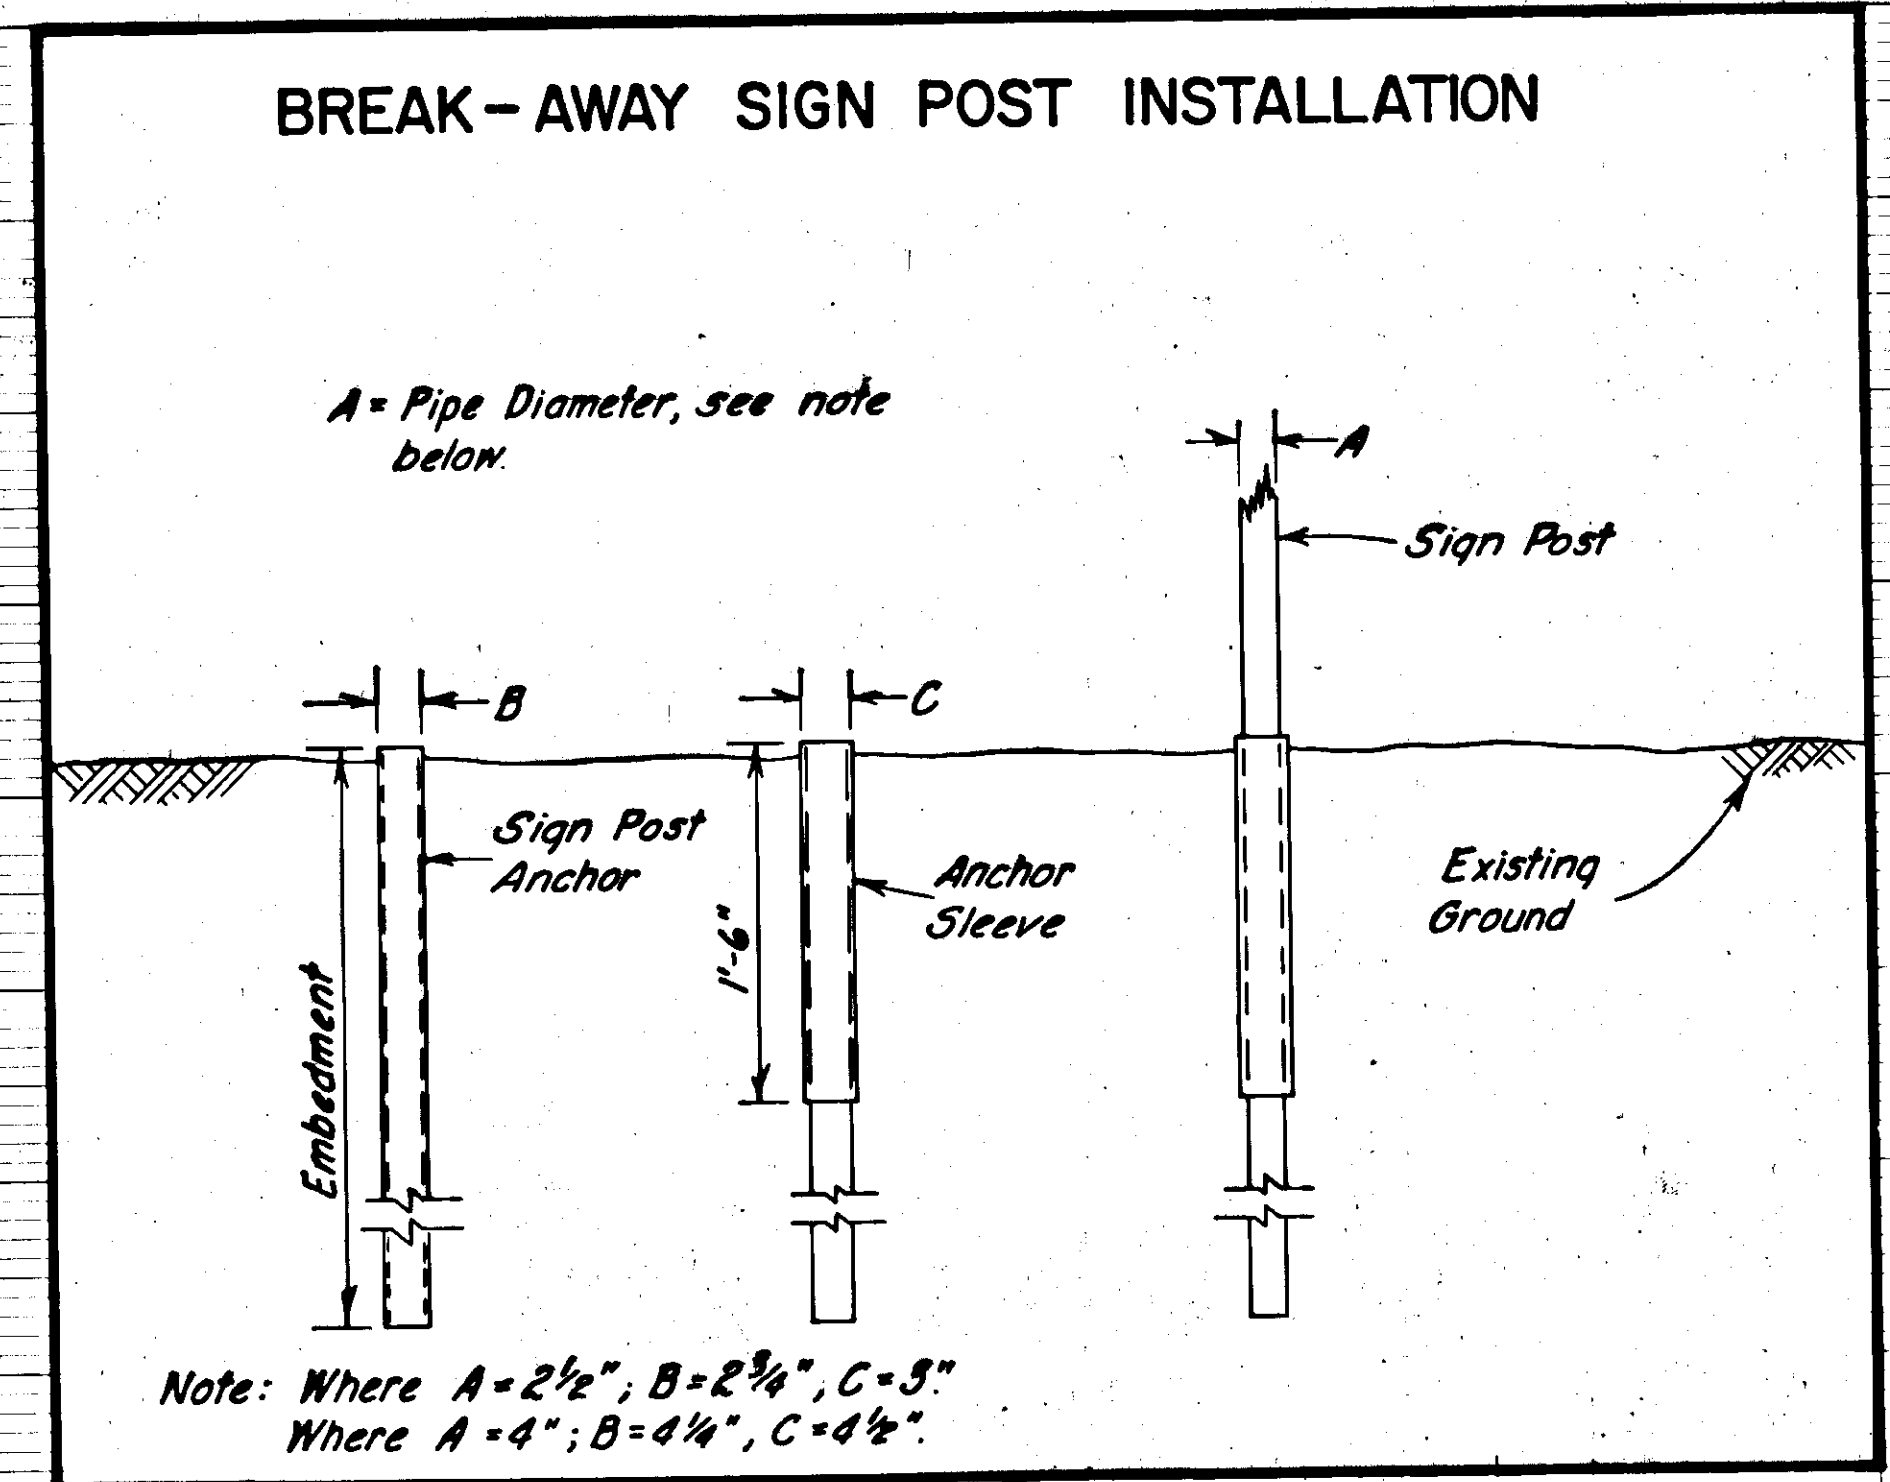 BREAK-AWAY SIGN POST INSTALLATION
A = Pipe Diameter, see note
below.
A
Sign Post
B
C
Sign Post
Anchor
Anchor
Sleeve
Existing
Ground
1'-6"
Embedment
Note: Where A = 2½"; B = 2¾", C = 3".
Where A = 4"; B = 4¼", C = 4½".